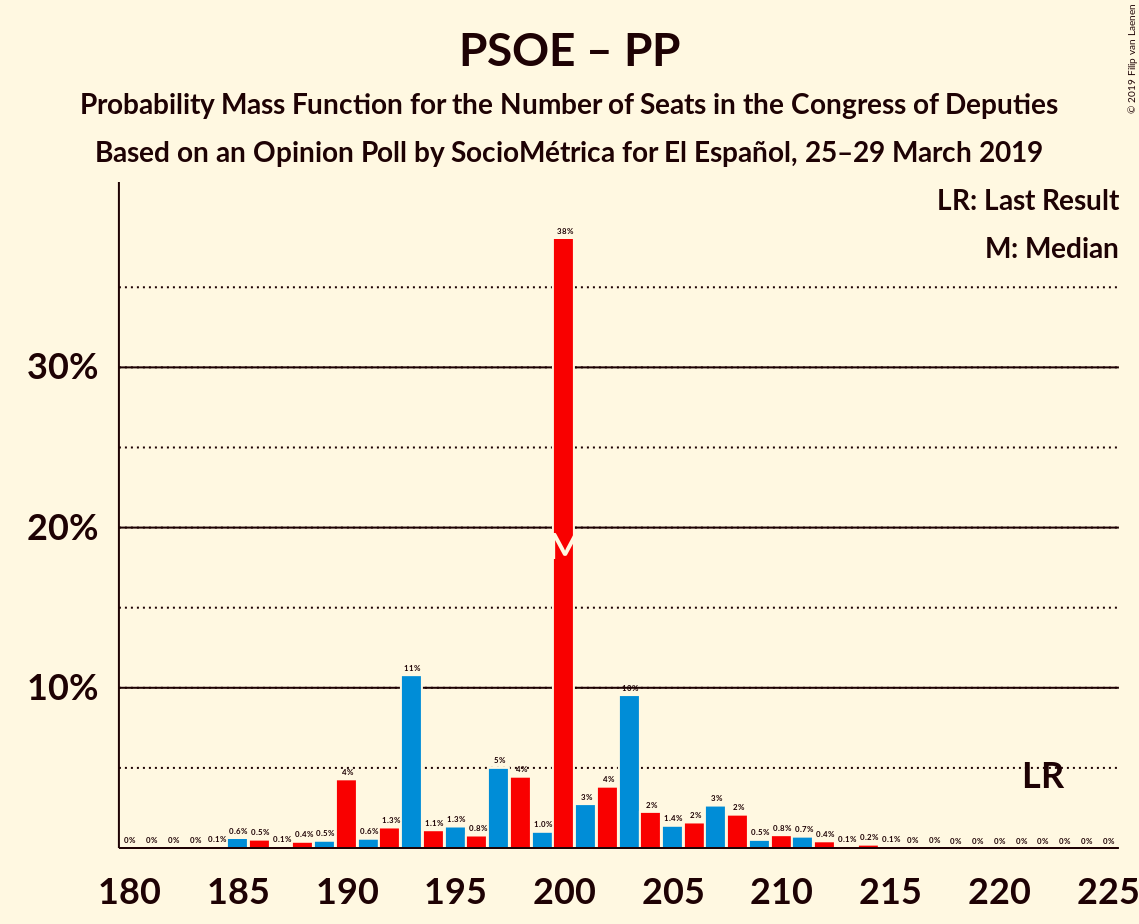 PSOE – PP
Probability Mass Function for the Number of Seats in the Congress of Deputies
Based on an Opinion Poll by SocioMétrica for El Español, 25–29 March 2019
© 2019 Filip van Laenen
LR: Last Result
M: Median
30%
20%
10%
0% 0% 0% 0% 0.1% 0.6% 0.5% 0.1% 0.4% 0.5% 4% 0.6% 1.3% 11% 1.1% 1.3% 0.8% 5% 4% 1.0% 38% 3% 4% 10% 2% 1.4% 2% 3% 2% 0.5% 0.8% 0.7% 0.4% 0.1% 0.2% 0.1% 0% 0% 0% 0% 0% 0% 0% 0% 0% 0%
M
LR
180 185 190 195 200 205 210 215 220 225